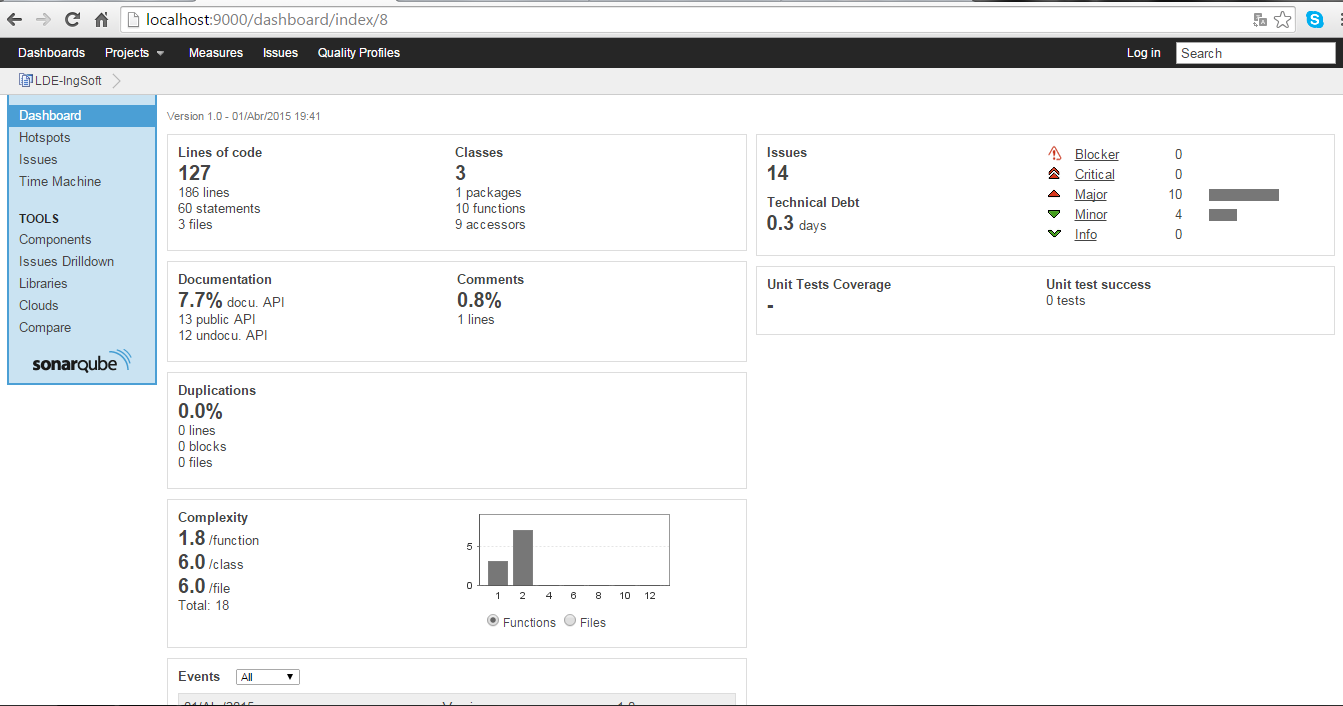 localhost:9000/dashboard/index/8
Dashboards Projects Measures Issues Quality Profiles Log in Search
LDE-IngSoft
Dashboard
Hotspots
Issues
Time Machine
TOOLS
Components
Issues Drilldown
Libraries
Clouds
Compare
sonarqube
Version 1.0 - 01/Abr/2015 19:41
Lines of code
127
186 lines
60 statements
3 files
Classes
3
1 packages
10 functions
9 accessors
Documentation
7.7% docu. API
13 public API
12 undocu. API
Comments
0.8%
1 lines
Duplications
0.0%
0 lines
0 blocks
0 files
Complexity
1.8 /function
6.0 /class
6.0 /file
Total: 18
5
0
1 2 4 6 8 10 12
Functions Files
Events All
01/Abr/2015 Version 1.0
Issues
14
Technical Debt
0.3 days
Blocker 0
Critical 0
Major 10
Minor 4
Info 0
Unit Tests Coverage
-
Unit test success
0 tests